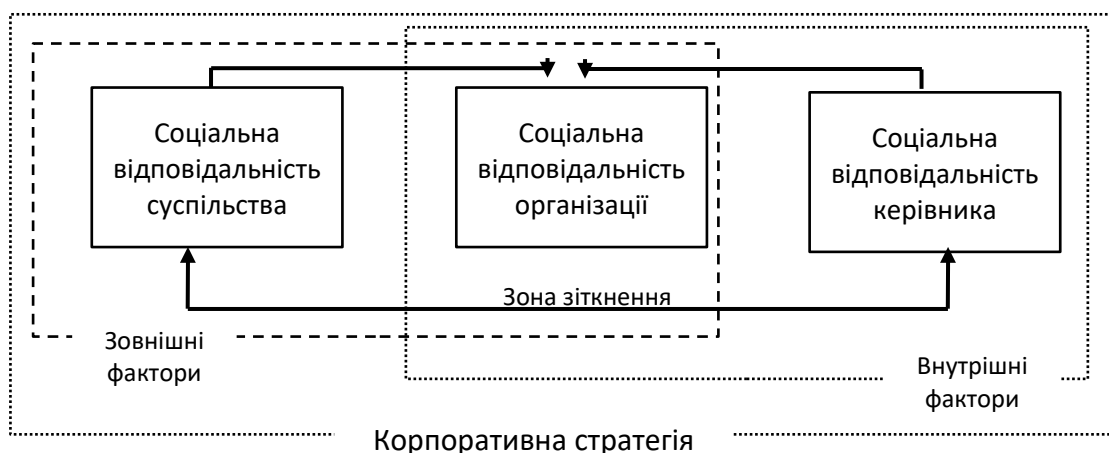 Соціальна
відповідальність
суспільства
Соціальна
відповідальність
організації
Соціальна
відповідальність
керівника
Зона зіткнення
Зовнішні
фактори
Внутрішні
фактори
Корпоративна стратегія